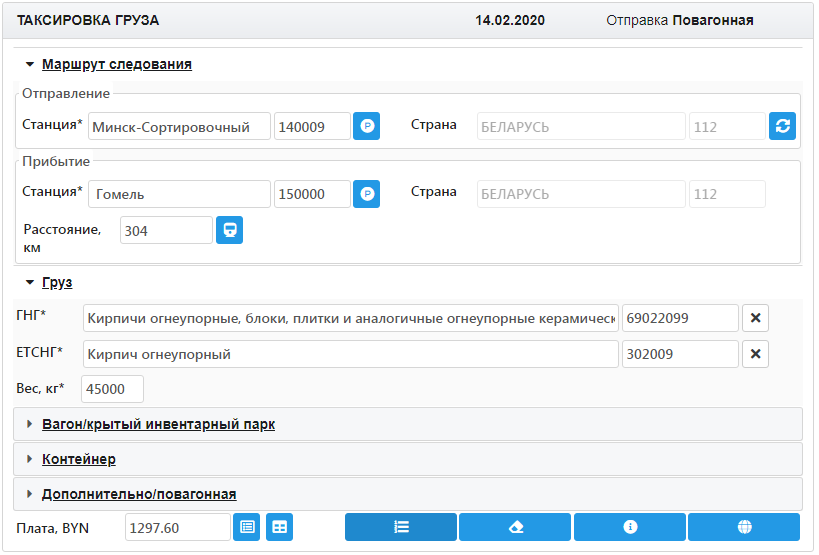 ТАКСИРОВКА ГРУЗА 14.02.2020 Отправка Повагонная
Маршрут следования
Отправление
Станция* Минск-Сортировочный 140009 Страна БЕЛАРУСЬ 112
Прибытие
Станция* Гомель 150000 Страна БЕЛАРУСЬ 112
Расстояние, 304
км
Груз
ГНГ* Кирпичи огнеупорные, блоки, плитки и аналогичные огнеупорные керамическ 69022099
ЕТСНГ* Кирпич огнеупорный 302009
Вес, кг* 45000
Вагон/крытый инвентарный парк
Контейнер
Дополнительно/повагонная
Плата, BYN 1297.60